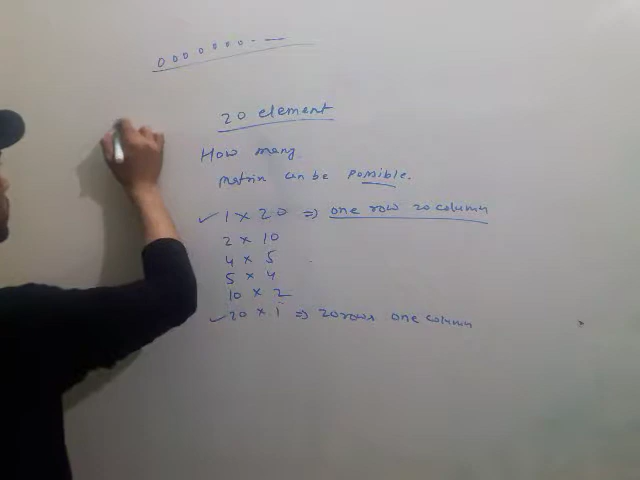 0 0 0 0 0 0 0 - —
20 element
How many
matrix can be possible.
✓ 1 × 20 ⇒ one row 20 column
2 × 10
4 × 5
5 × 4
10 × 2
✓ 20 × 1 ⇒ 20 rows one column